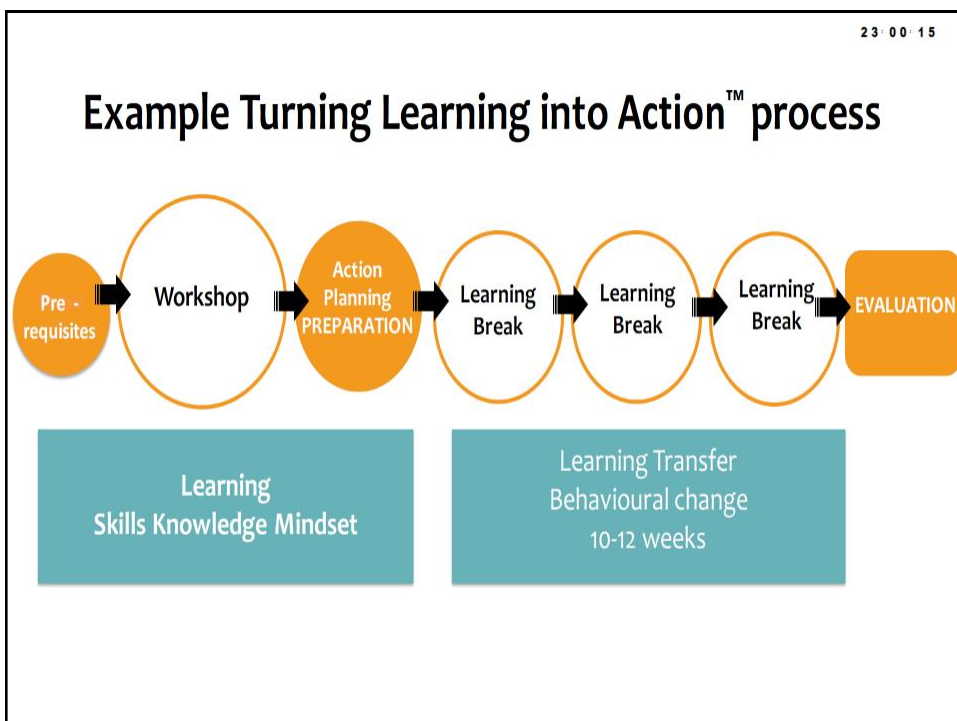 23:00:15
Example Turning Learning into Action™ process
Pre -
requisites
Workshop
Action
Planning
PREPARATION
Learning
Break
Learning
Break
Learning
Break
EVALUATION
Learning
Skills Knowledge Mindset
Learning Transfer
Behavioural change
10-12 weeks